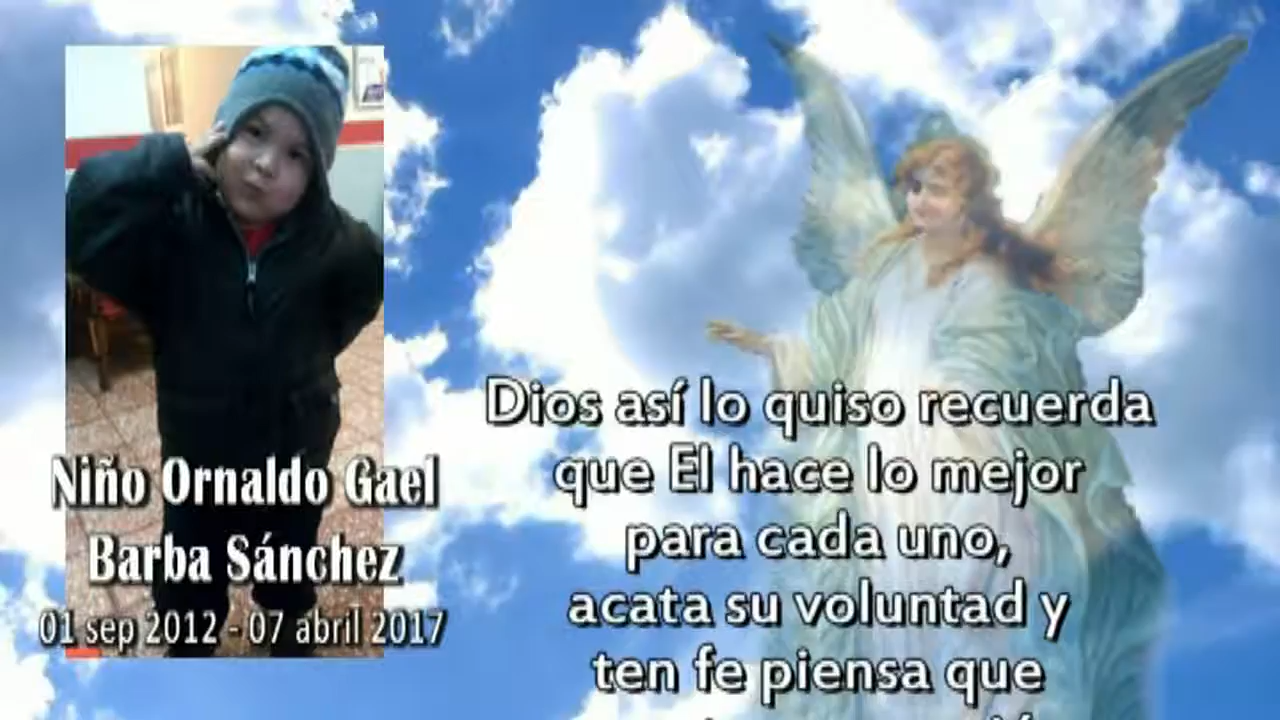 Niño Ornaldo Gael
Barba Sánchez
01 sep 2012 - 07 abril 2017
Dios así lo quiso recuerda
que El hace lo mejor
para cada uno,
acata su voluntad y
ten fe piensa que